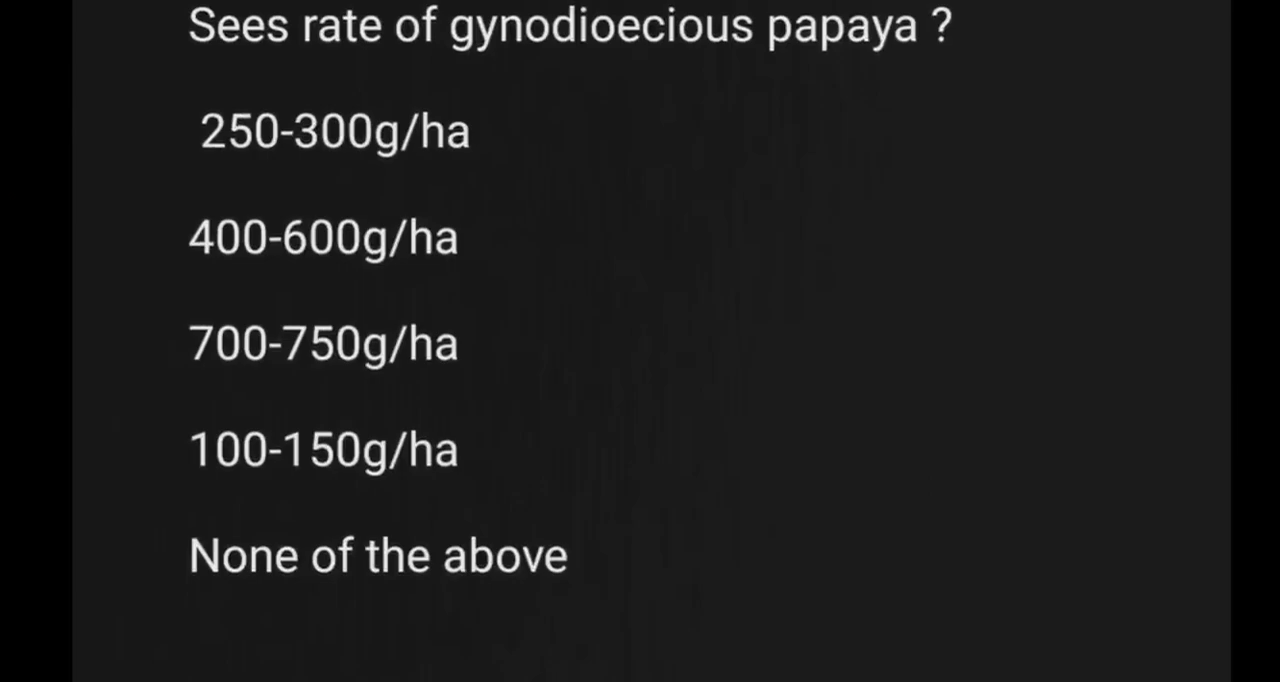 Sees rate of gynodioecious papaya ?
250-300g/ha
400-600g/ha
700-750g/ha
100-150g/ha
None of the above